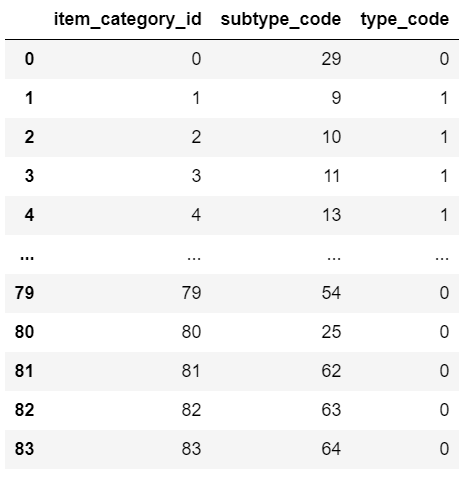 item_category_id subtype_code type_code
0 0 29 0
1 1 9 1
2 2 10 1
3 3 11 1
4 4 13 1
... ... ... ...
79 79 54 0
80 80 25 0
81 81 62 0
82 82 63 0
83 83 64 0